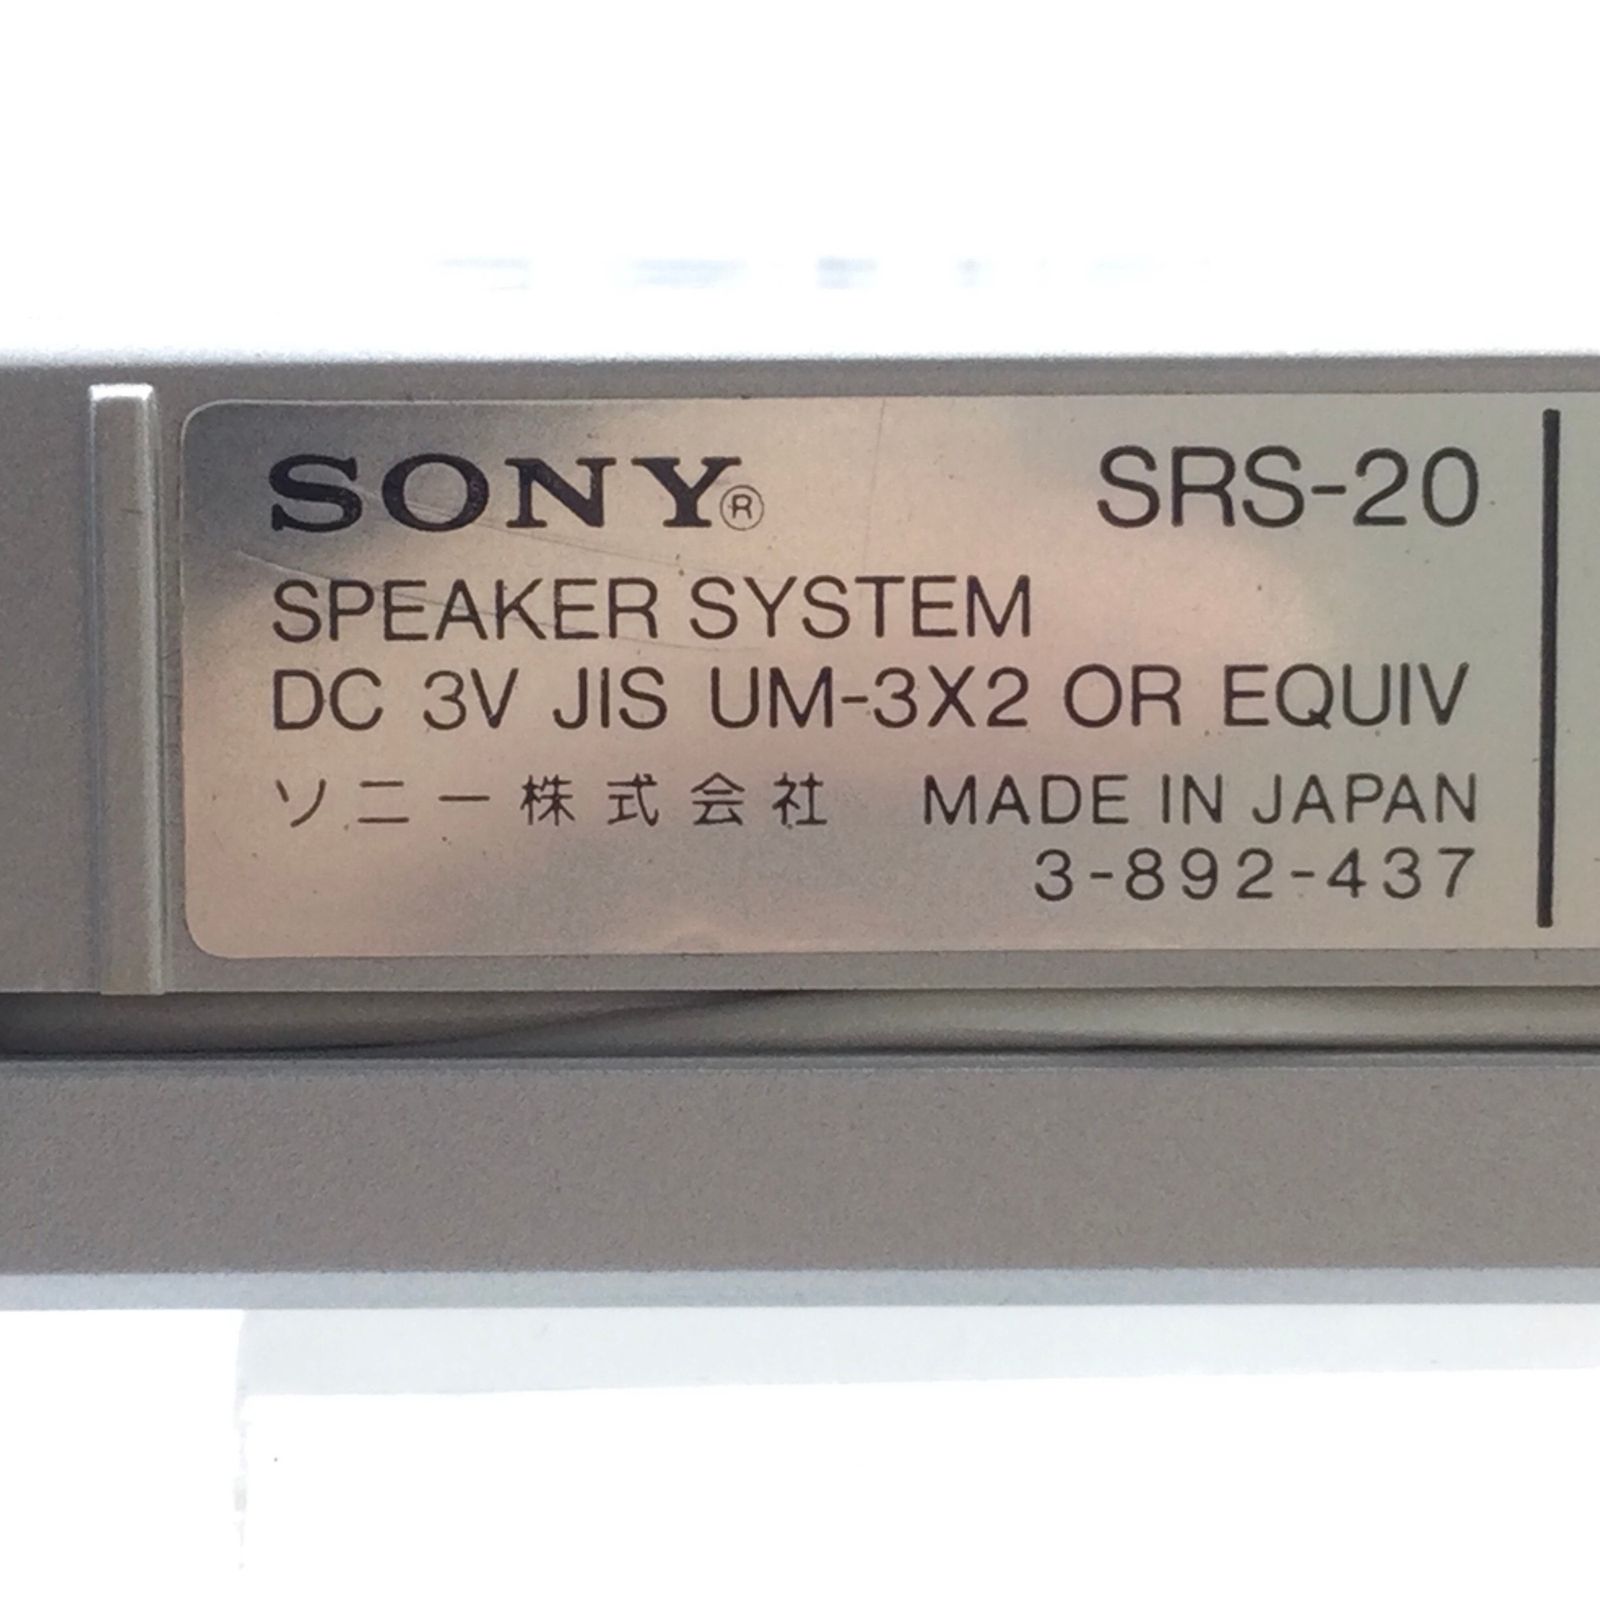 SONY® SRS-20
SPEAKER SYSTEM
DC 3V JIS UM-3X2 OR EQUIV
ソニー株式会社 MADE IN JAPAN
3-892-437